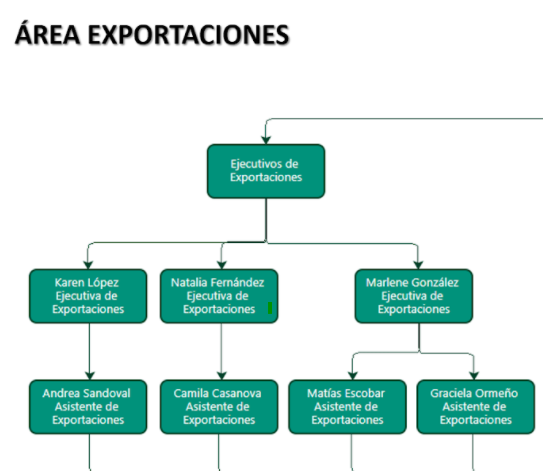 ÁREA EXPORTACIONES
Ejecutivos de
Exportaciones
Karen López
Ejecutiva de
Exportaciones
Natalia Fernández
Ejecutiva de
Exportaciones
Marlene González
Ejecutiva de
Exportaciones
Andrea Sandoval
Asistente de
Exportaciones
Camila Casanova
Asistente de
Exportaciones
Matías Escobar
Asistente de
Exportaciones
Graciela Ormeño
Asistente de
Exportaciones